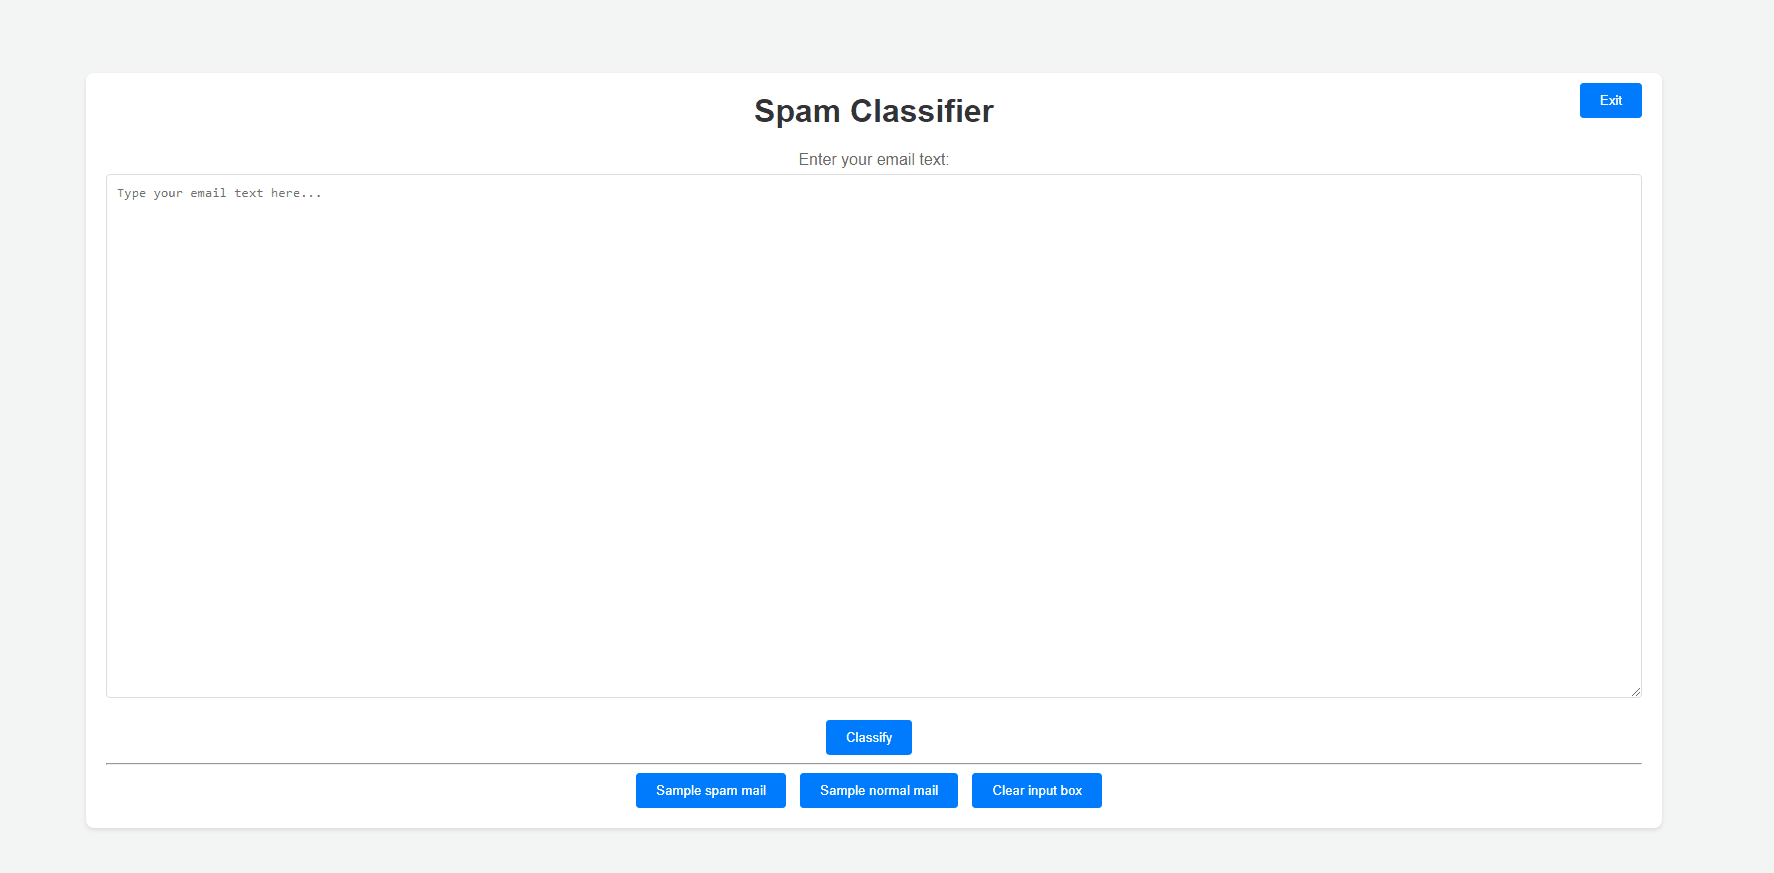 Exit
Spam Classifier
Enter your email text:
Type your email text here...
Classify
Sample spam mail Sample normal mail Clear input box